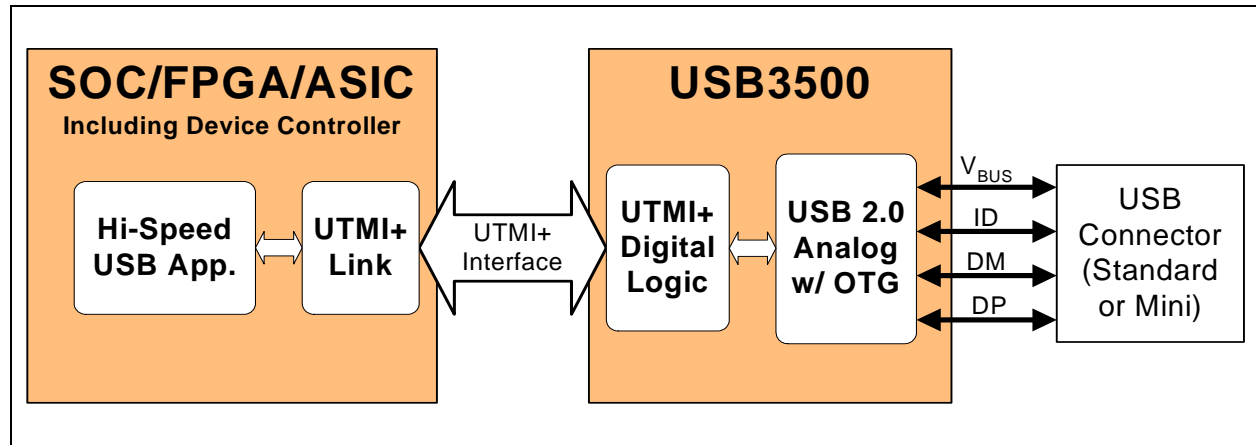 SOC/FPGA/ASIC
Including Device Controller
Hi-Speed
USB App.
UTMI+
Link
UTMI+
Interface
USB3500
UTMI+
Digital
Logic
USB 2.0
Analog
w/ OTG
VBUS
ID
DM
DP
USB
Connector
(Standard
or Mini)